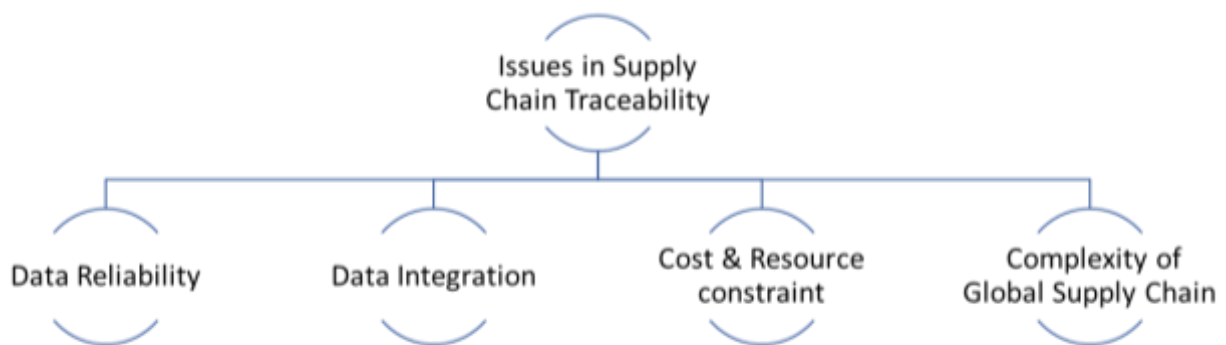 Issues in Supply
Chain Traceability
Data Reliability
Data Integration
Cost & Resource
constraint
Complexity of
Global Supply Chain